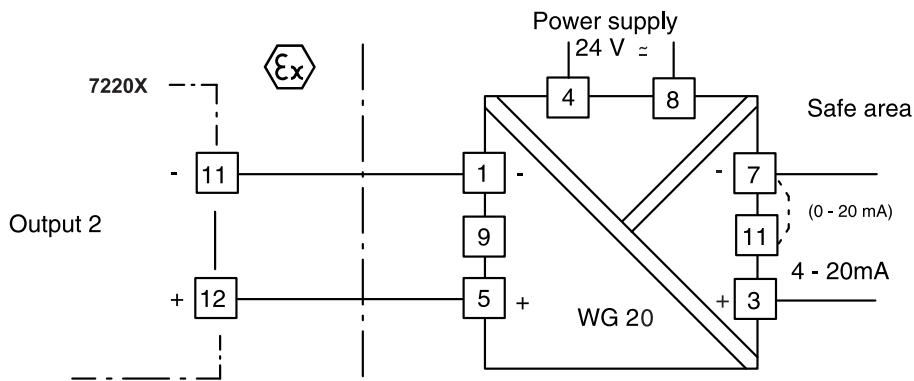 Power supply
24 V ≂
Ex
7220X
4 8
Safe area
- 11 1 - - 7
(0 - 20 mA)
Output 2
9 11
4 - 20mA
+ 12 5 + + 3
WG 20